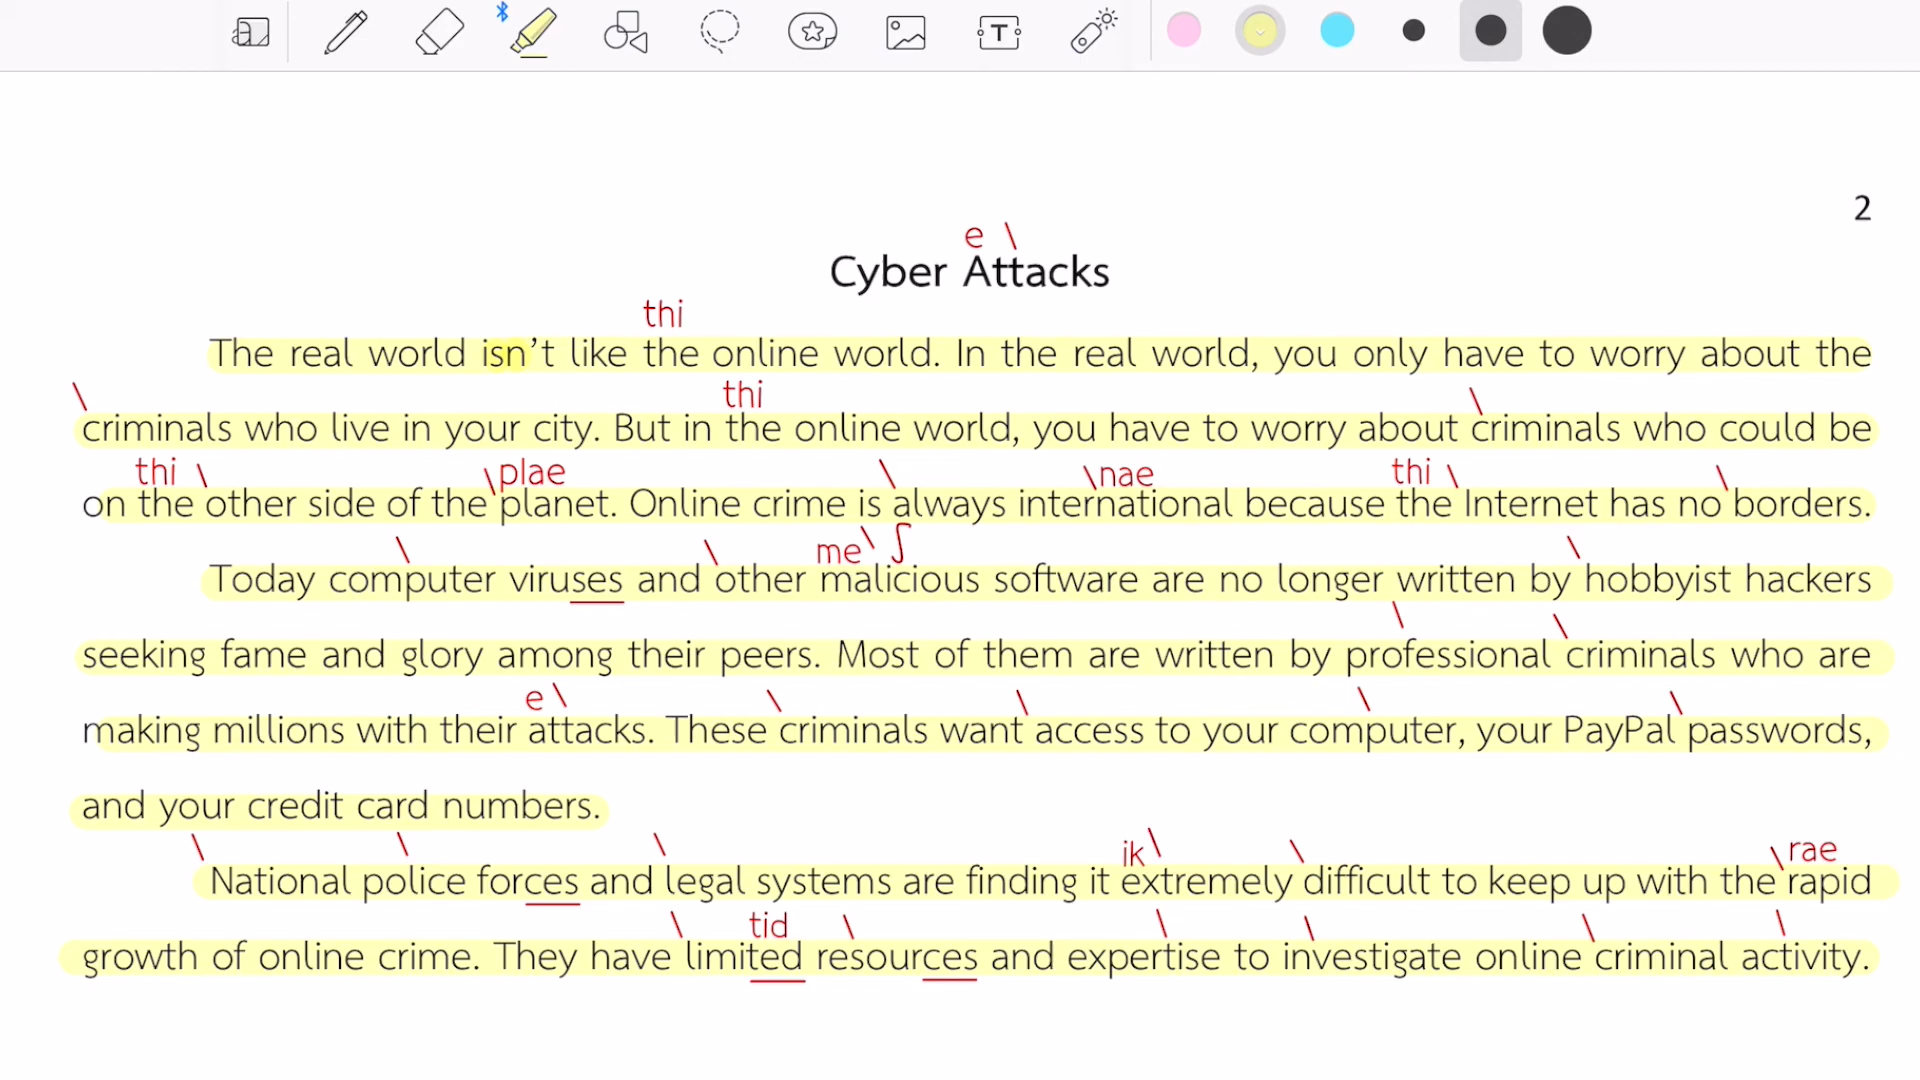 2
e \
Cyber Attacks
thi
The real world isn’t like the online world. In the real world, you only have to worry about the
\ thi \
criminals who live in your city. But in the online world, you have to worry about criminals who could be
thi \ \plae \ \nae thi \ \
on the other side of the planet. Online crime is always international because the Internet has no borders.
\ \ me\ ʃ \
Today computer viruses and other malicious software are no longer written by hobbyist hackers
\ \
seeking fame and glory among their peers. Most of them are written by professional criminals who are
e \ \ \ \ \
making millions with their attacks. These criminals want access to your computer, your PayPal passwords,
and your credit card numbers.
\ \ \ ik\ \ \rae
National police forces and legal systems are finding it extremely difficult to keep up with the rapid
\ tid \ \ \ \ \
growth of online crime. They have limited resources and expertise to investigate online criminal activity.